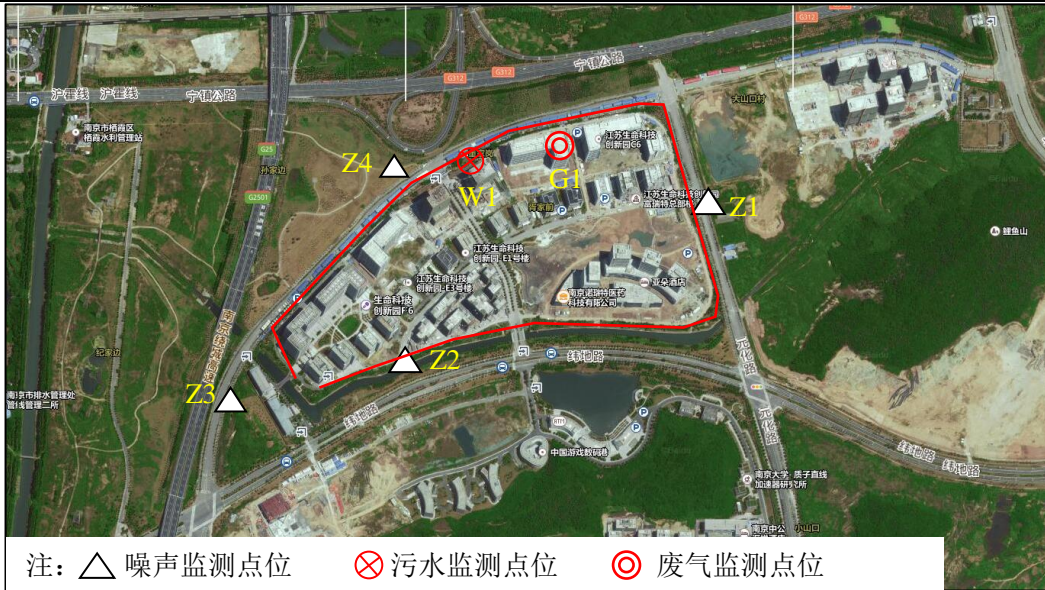 G312
G312
G312
宁镇公路
沪霍线
沪霍线
宁镇公路
南京市栖霞区
栖霞水利管理站
G25
孙家边
G2501
大山口村
江苏生命科技
创新园C6
Z4
W1
G1
Z1
江苏生命科技创新园
富瑞特总部楼
鲤鱼山
江苏生命科技
创新园-E1号楼
江苏生命科技
创新园-E3号楼
亚朵酒店
南京诺瑞特医药
科技有限公司
生命科技
创新园F6
纪家边
元化路
纬地路
Z2
Z3
南京市排水管理处
管线管理二所
纬地路
元化路
中国游戏数码港
纬地路
纬地路
南京大学-质子直线
加速器研究所
南京中公
小山口
注：
噪声监测点位
污水监测点位
废气监测点位